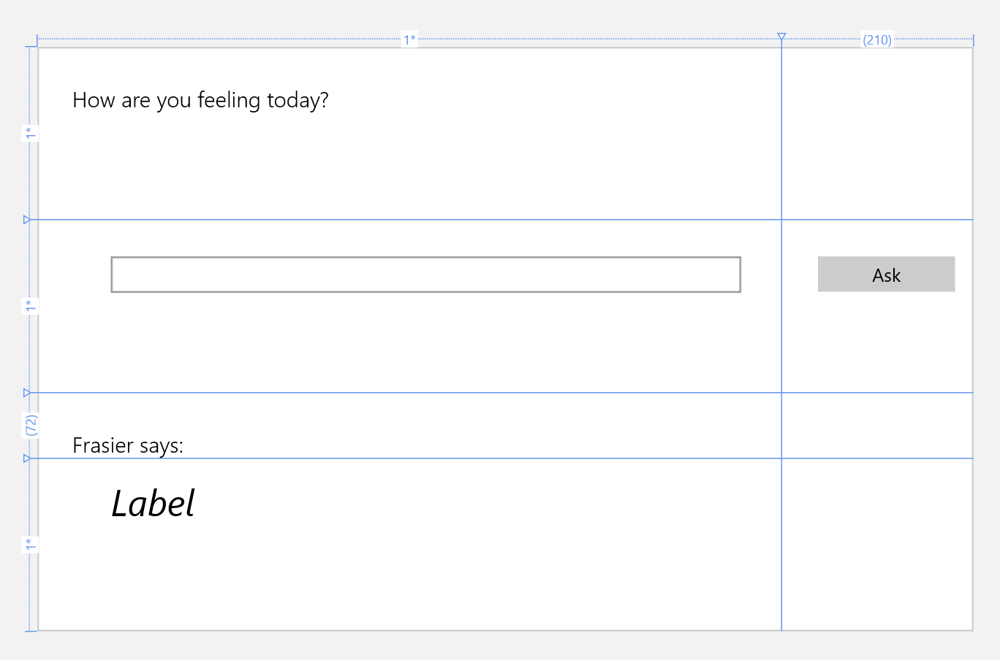 1*
(210)
How are you feeling today?
1*
1*
Ask
(72)
Frasier says:
Label
1*